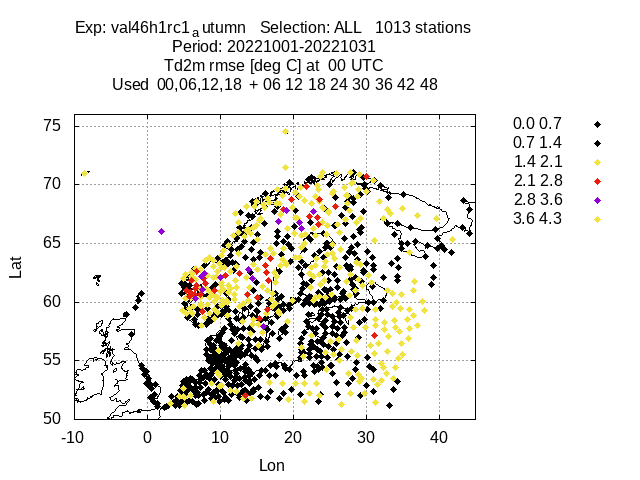 Exp: val46h1rc1autumn   Selection: ALL   1013 stations
Period: 20221001-20221031
Td2m rmse [deg C] at  00 UTC
Used  00,06,12,18  + 06 12 18 24 30 36 42 48
0.0 0.7
0.7 1.4
1.4 2.1
2.1 2.8
2.8 3.6
3.6 4.3
75
70
65
60
55
50
Lat
-10 0 10 20 30 40
Lon